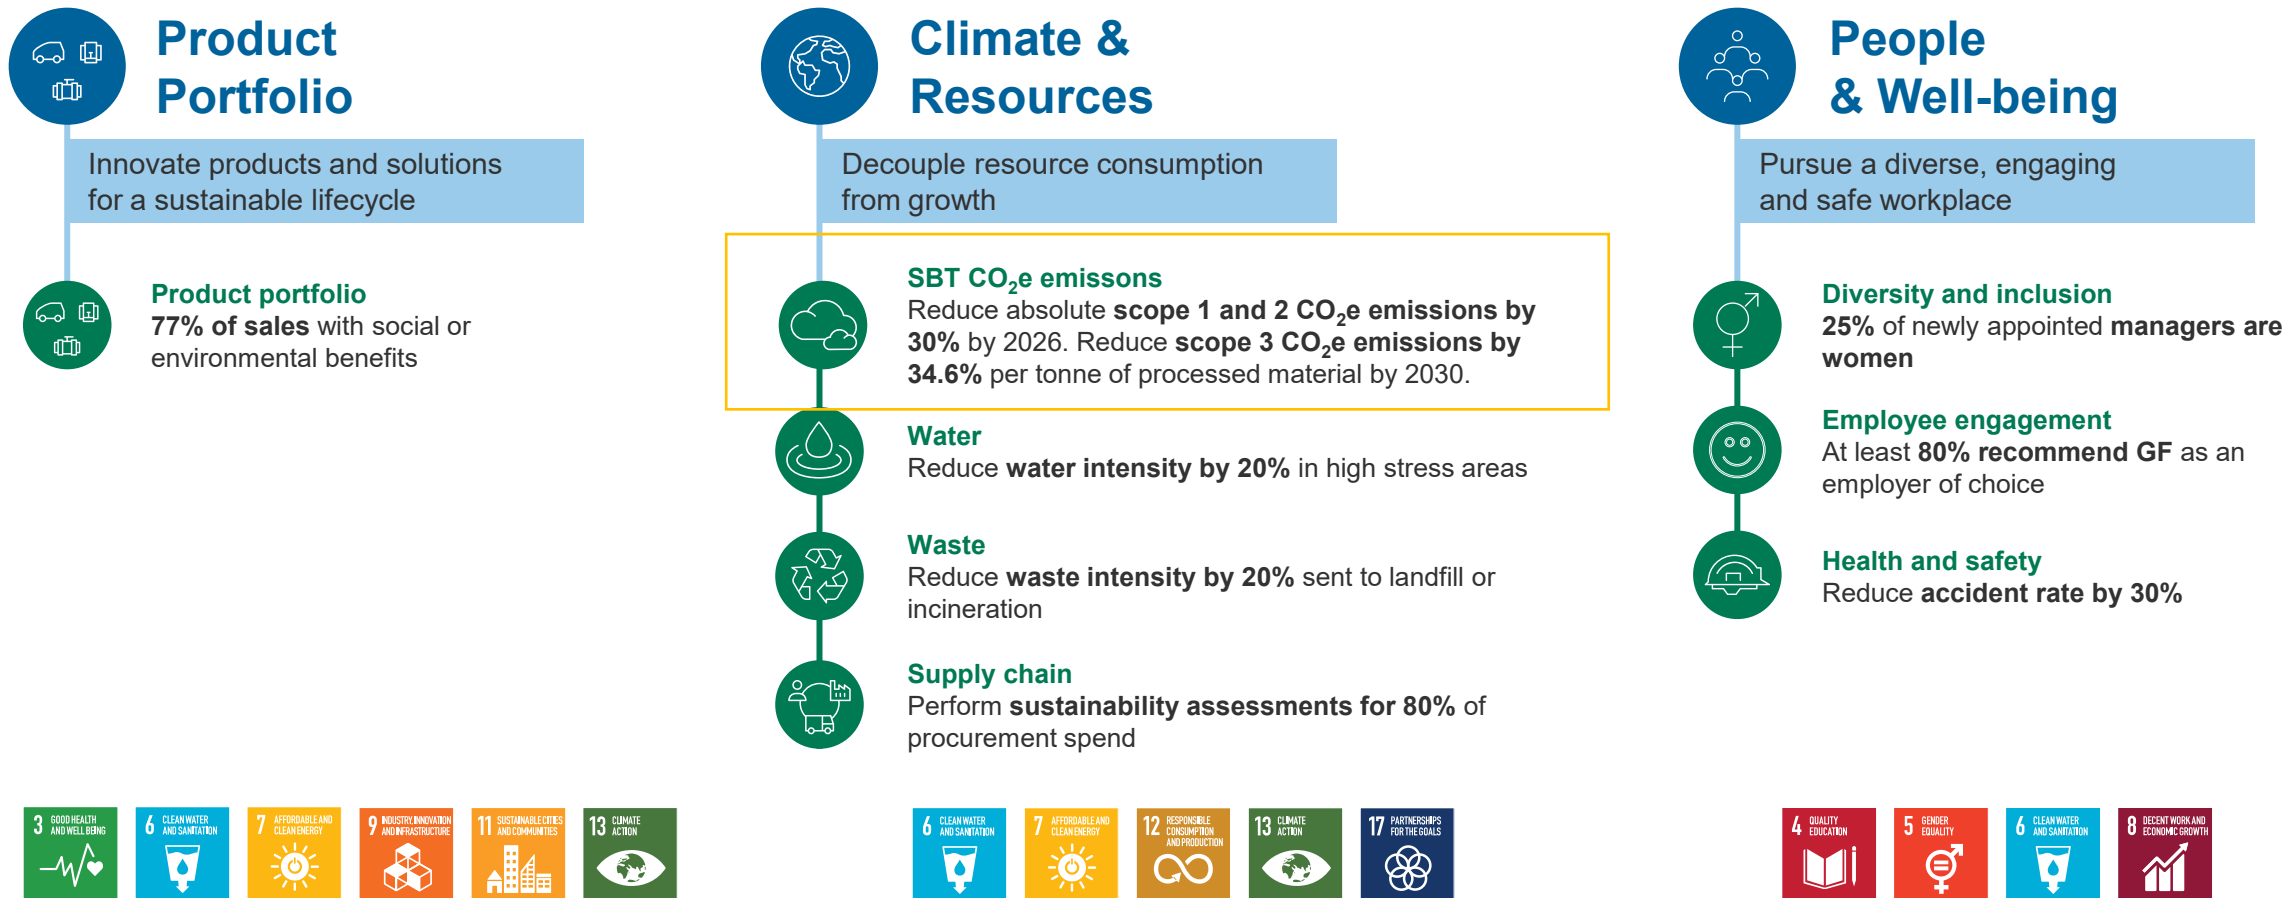 Product
Portfolio
Innovate products and solutions
for a sustainable lifecycle
Product portfolio
77% of sales with social or
environmental benefits
3 GOOD HEALTH
AND WELL BEING
6 CLEAN WATER
AND SANITATION
7 AFFORDABLE AND
CLEAN ENERGY
9 INDUSTRY, INNOVATION
AND INFRASTRUCTURE
11 SUSTAINABLE CITIES
AND COMMUNITIES
13 CLIMATE
ACTION
Climate &
Resources
Decouple resource consumption
from growth
SBT CO₂e emissons
Reduce absolute scope 1 and 2 CO₂e emissions by
30% by 2026. Reduce scope 3 CO₂e emissions by
34.6% per tonne of processed material by 2030.
Water
Reduce water intensity by 20% in high stress areas
Waste
Reduce waste intensity by 20% sent to landfill or
incineration
Supply chain
Perform sustainability assessments for 80% of
procurement spend
6 CLEAN WATER
AND SANITATION
7 AFFORDABLE AND
CLEAN ENERGY
12 RESPONSIBLE
CONSUMPTION
AND PRODUCTION
13 CLIMATE
ACTION
17 PARTNERSHIPS
FOR THE GOALS
People
& Well-being
Pursue a diverse, engaging
and safe workplace
Diversity and inclusion
25% of newly appointed managers are
women
Employee engagement
At least 80% recommend GF as an
employer of choice
Health and safety
Reduce accident rate by 30%
4 QUALITY
EDUCATION
5 GENDER
EQUALITY
6 CLEAN WATER
AND SANITATION
8 DECENT WORK AND
ECONOMIC GROWTH